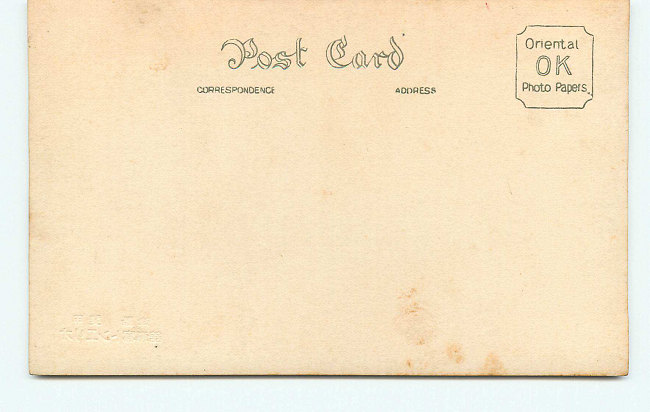 Post Card
CORRESPONDENCE
ADDRESS
Oriental
OK
Photo Papers